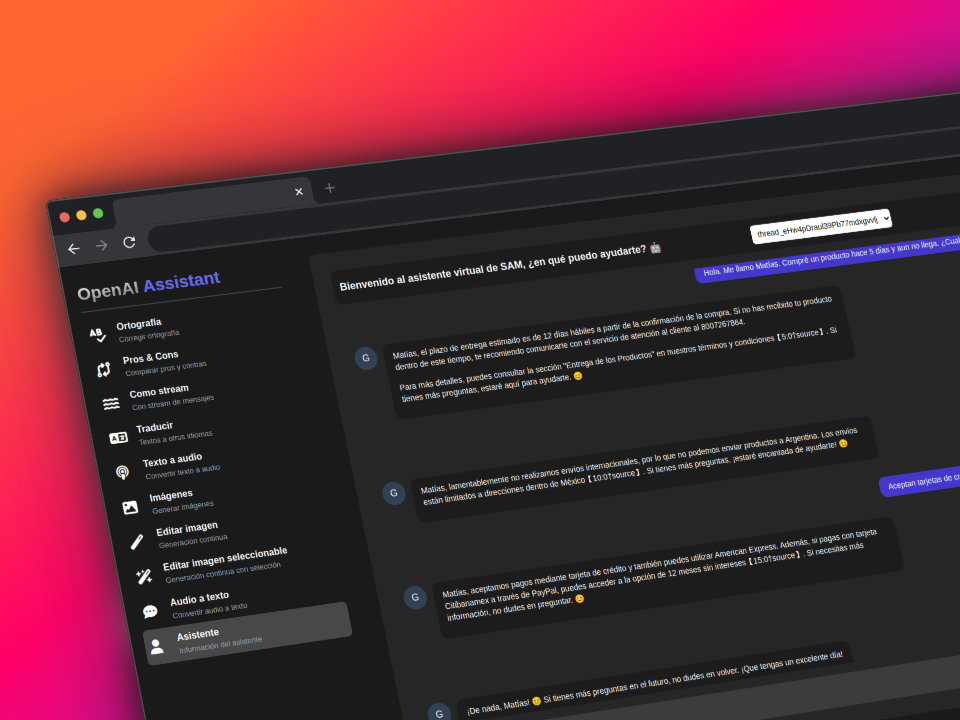 OpenAI Assistant
Ortografía
Corregir ortografía
Pros & Cons
Comparar pros y contras
Como stream
Con stream de mensajes
Traducir
Textos a otros idiomas
Texto a audio
Convertir texto a audio
Imágenes
Generar imágenes
Editar imagen
Generación continua
Editar imagen seleccionable
Generación continua con selección
Audio a texto
Convertir audio a texto
Asistente
Información del asistente
Bienvenido al asistente virtual de SAM, ¿en qué puedo ayudarte? 🤖
Hola. Me llamo Matías. Compré un producto hace 5 días y aun no llega.
G
Matías, el plazo de entrega estimado es de 12 días hábiles a partir de la confirmación de la compra. Si no has recibido tu producto
dentro de este tiempo, te recomiendo comunicarte con el servicio de atención al cliente al 8007267864.
Para más detalles, puedes consultar la sección "Entrega de los Productos" en nuestros términos y condiciones【5:0†source】. Si
tienes más preguntas, estaré aquí para ayudarte. 😊
G
Matías, lamentablemente no realizamos envíos internacionales, por lo que no podemos enviar productos a Argentina. Los envíos
están limitados a direcciones dentro de México【10:0†source】. Si tienes más preguntas, ¡estaré encantada de ayudarte! 😊
Aceptan tarjetas de
G
Matías, aceptamos pagos mediante tarjeta de crédito y también puedes utilizar American Express. Además, si pagas con tarjeta
Citibanamex a través de PayPal, puedes acceder a la opción de 12 meses sin intereses【15:0†source】. Si necesitas más
información, no dudes en preguntar. 😊
G
¡De nada, Matías! 😊 Si tienes más preguntas en el futuro, no dudes en volver. ¡Que tengas un excelente día!